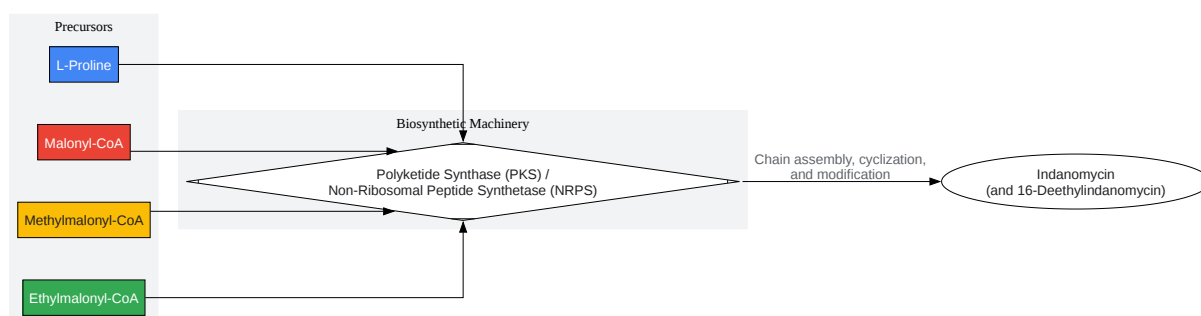 Precursors
L-Proline
Malonyl-CoA
Methylmalonyl-CoA
Ethylmalonyl-CoA
Biosynthetic Machinery
Polyketide Synthase (PKS) /
Non-Ribosomal Peptide Synthetase (NRPS)
Chain assembly, cyclization,
and modification
Indanomycin
(and 16-Deethylindanomycin)